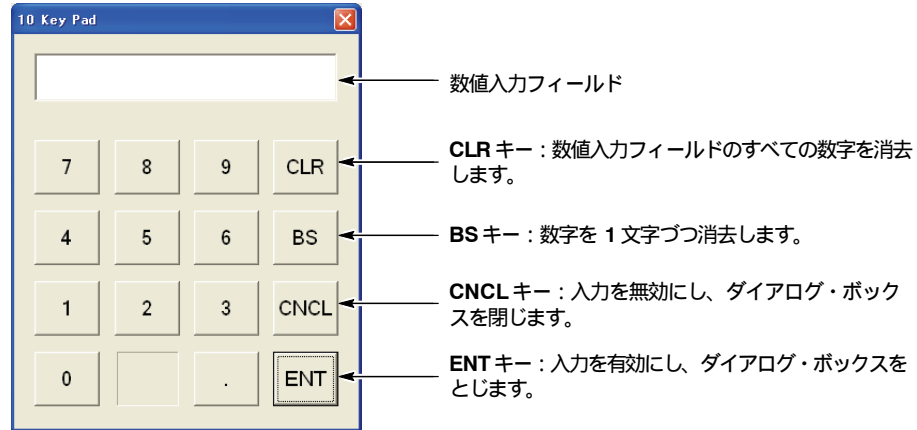 10 Key Pad
数値入力フィールド
7 8 9 CLR
CLR キー：数値入力フィールドのすべての数字を消去
します。
4 5 6 BS
BS キー：数字を 1 文字づつ消去します。
1 2 3 CNCL
CNCL キー：入力を無効にし、ダイアログ・ボック
スを閉じます。
0 . ENT
ENT キー：入力を有効にし、ダイアログ・ボックスを
とじます。